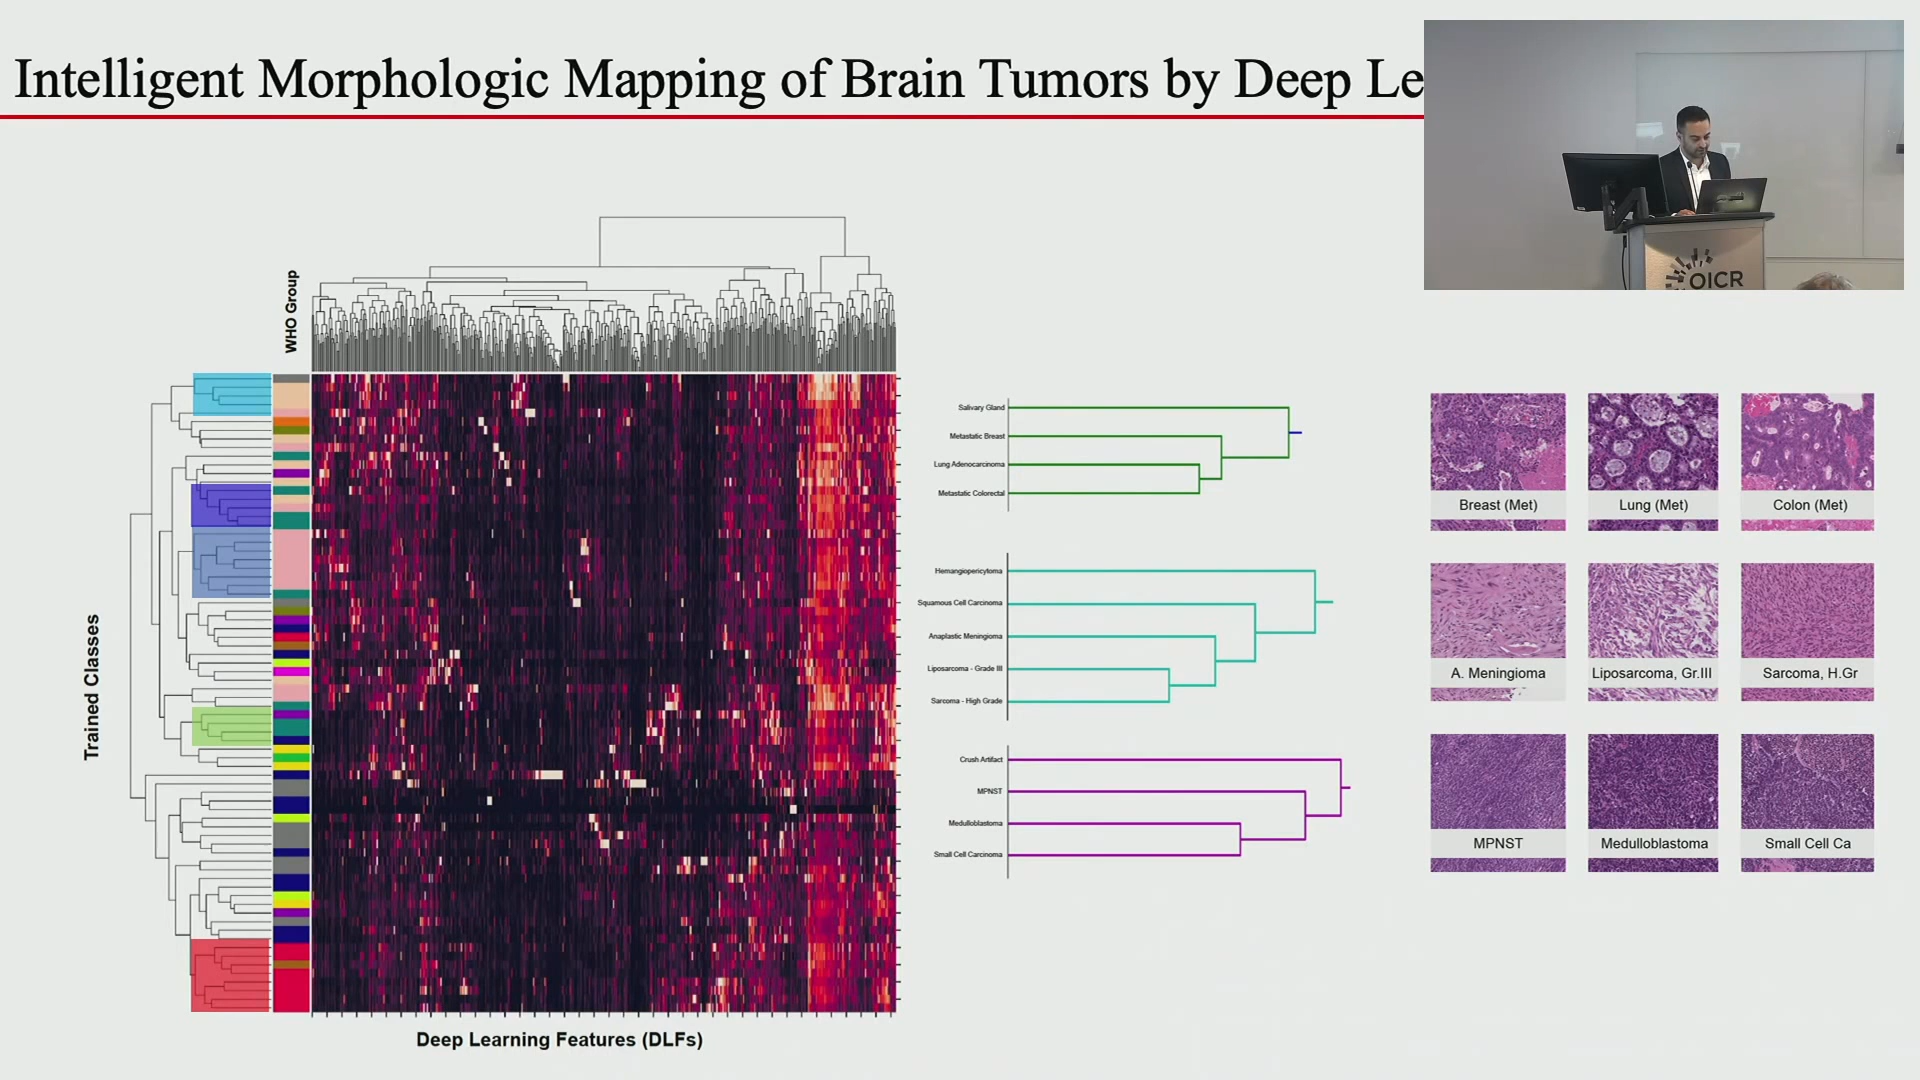 Intelligent Morphologic Mapping of Brain Tumors by Deep Le
OICR
WHO Group
Trained Classes
Deep Learning Features (DLFs)
Salivary Gland
Metastatic Breast
Lung Adenocarcinoma
Metastatic Colorectal
Hemangiopericytoma
Squamous Cell Carcinoma
Anaplastic Meningioma
Liposarcoma - Grade III
Sarcoma - High Grade
Crush Artifact
MPNST
Medulloblastoma
Small Cell Carcinoma
Breast (Met)
Lung (Met)
Colon (Met)
A. Meningioma
Liposarcoma, Gr.III
Sarcoma, H.Gr
MPNST
Medulloblastoma
Small Cell Ca